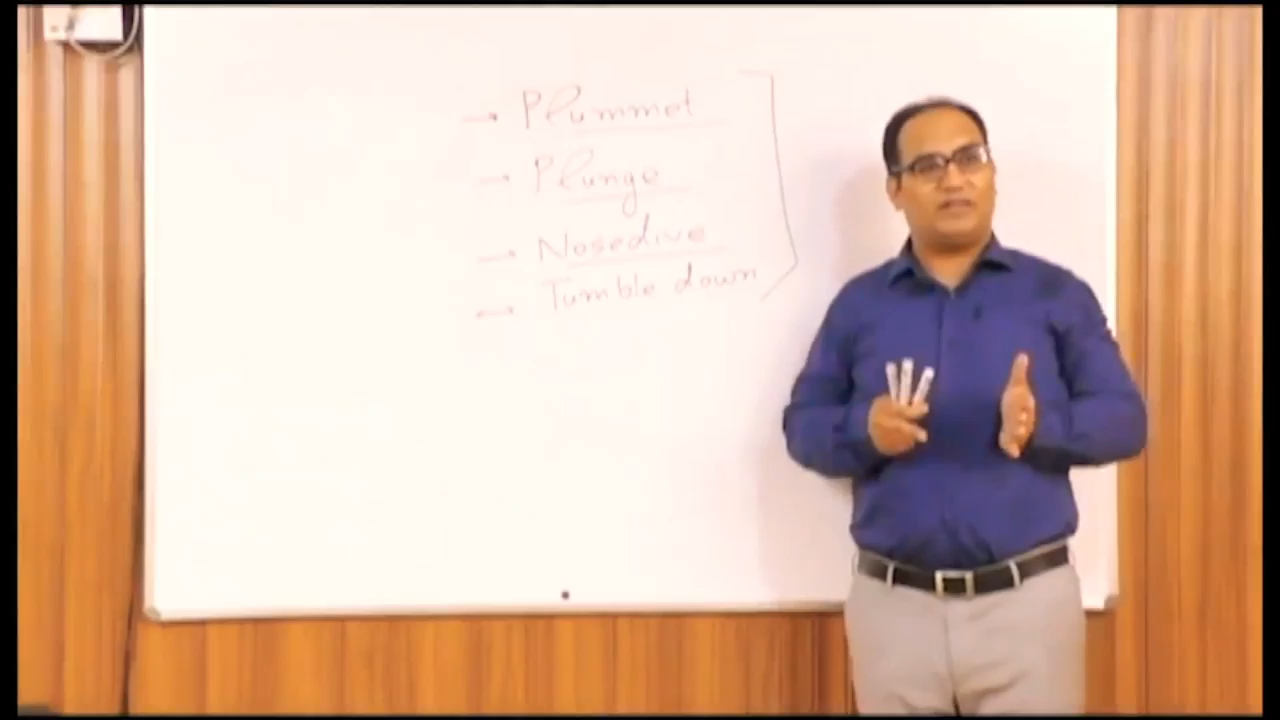 → Plummet
→ Plunge
→ Nosedive
→ Tumble down